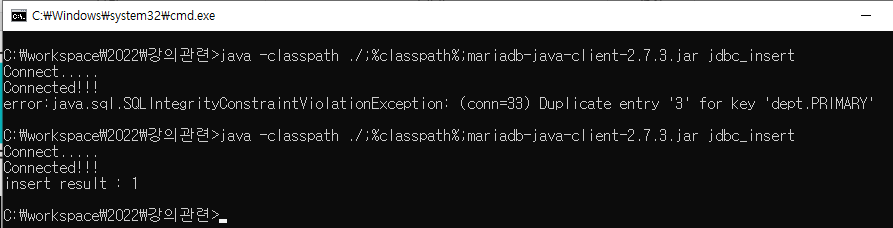 C:₩Windows₩system32₩cmd.exe
C:₩workspace₩2022₩강의관련>java -classpath ./;%classpath%;mariadb-java-client-2.7.3.jar jdbc_insert
Connect.....
Connected!!!
error:java.sql.SQLIntegrityConstraintViolationException: (conn=33) Duplicate entry '3' for key 'dept.PRIMARY'
C:₩workspace₩2022₩강의관련>java -classpath ./;%classpath%;mariadb-java-client-2.7.3.jar jdbc_insert
Connect.....
Connected!!!
insert result : 1
C:₩workspace₩2022₩강의관련>